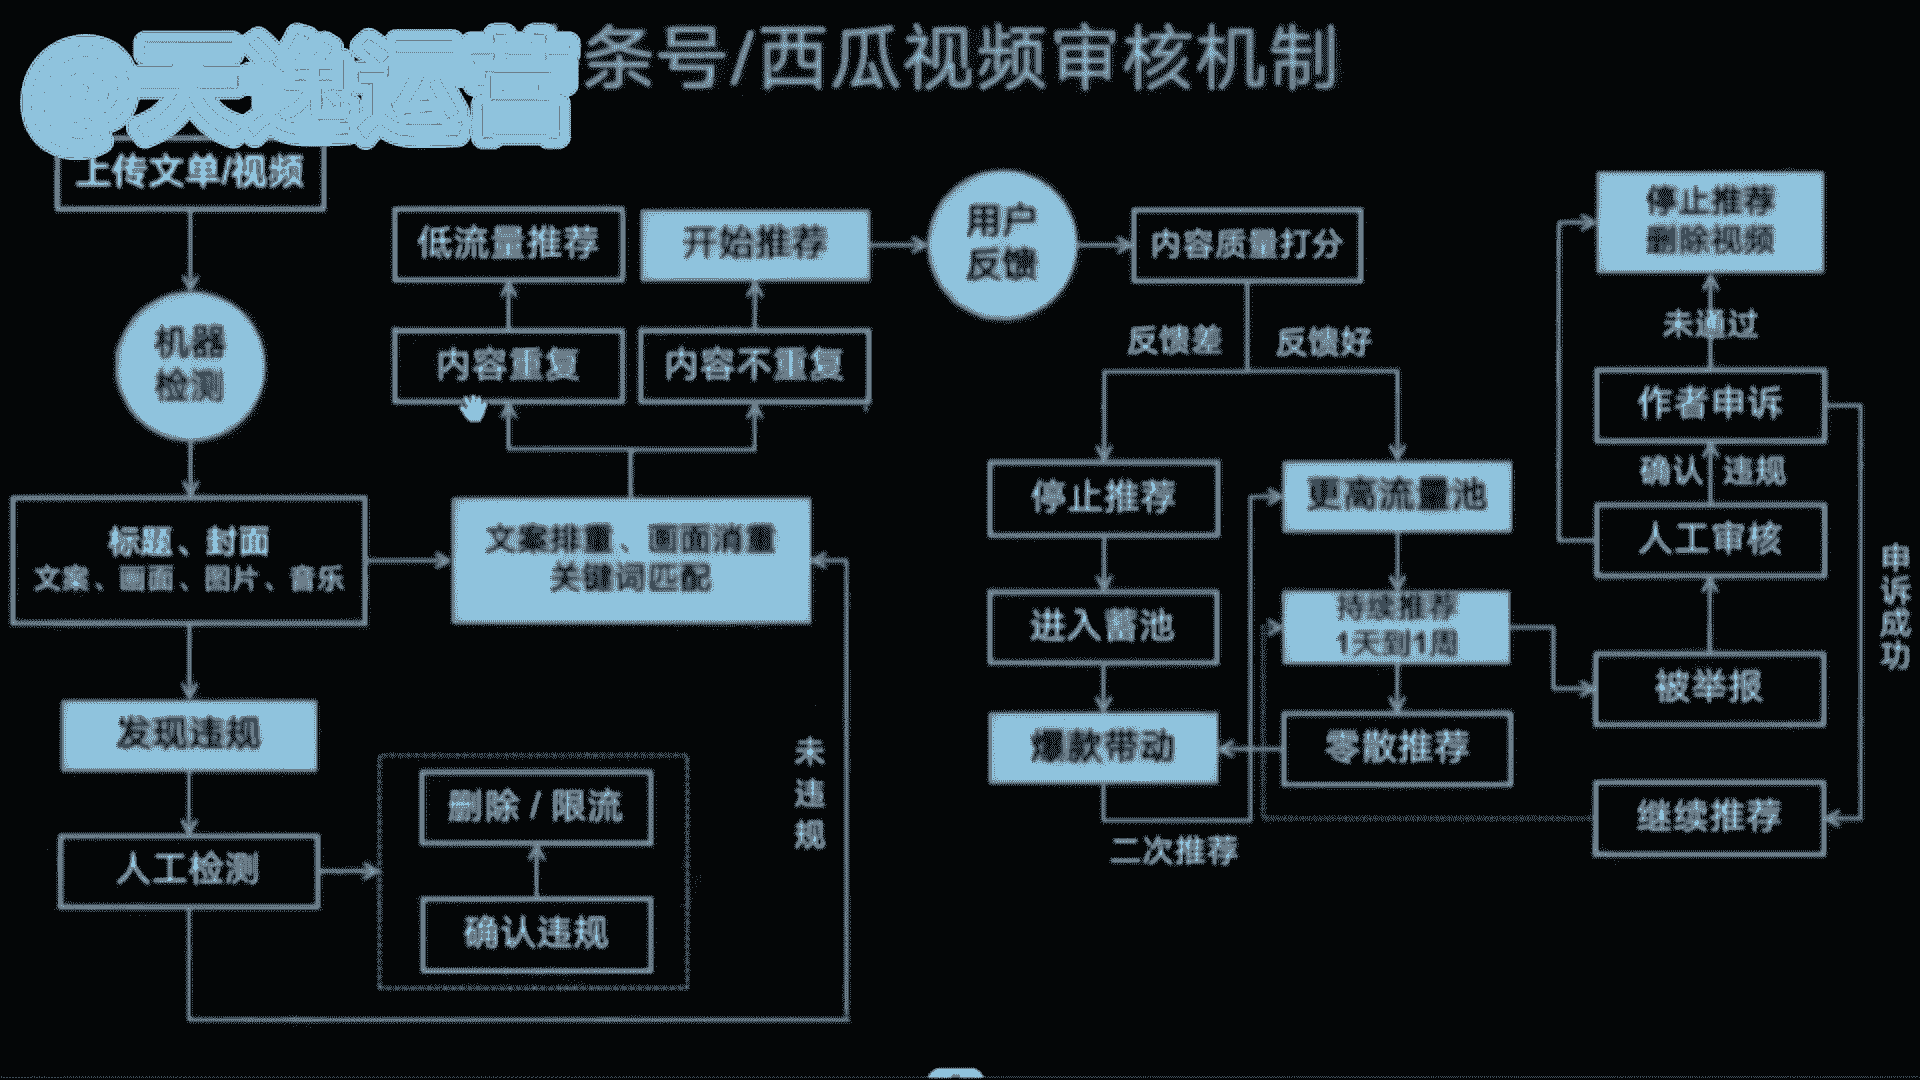 @天逸运营
条号/西瓜视频审核机制
上传文单/视频
机器
检测
标题、封面
文案、画面、图片、音乐
发现违规
人工检测
删除/限流
确认违规
未违规
文案排重、画面消重
关键词匹配
内容重复
内容不重复
低流量推荐
开始推荐
用户
反馈
内容质量打分
反馈差
反馈好
停止推荐
进入蓄池
爆款带动
二次推荐
更高流量池
持续推荐
1天到1周
零散推荐
停止推荐
删除视频
未通过
作者申诉
确认违规
人工审核
被举报
继续推荐
申诉成功